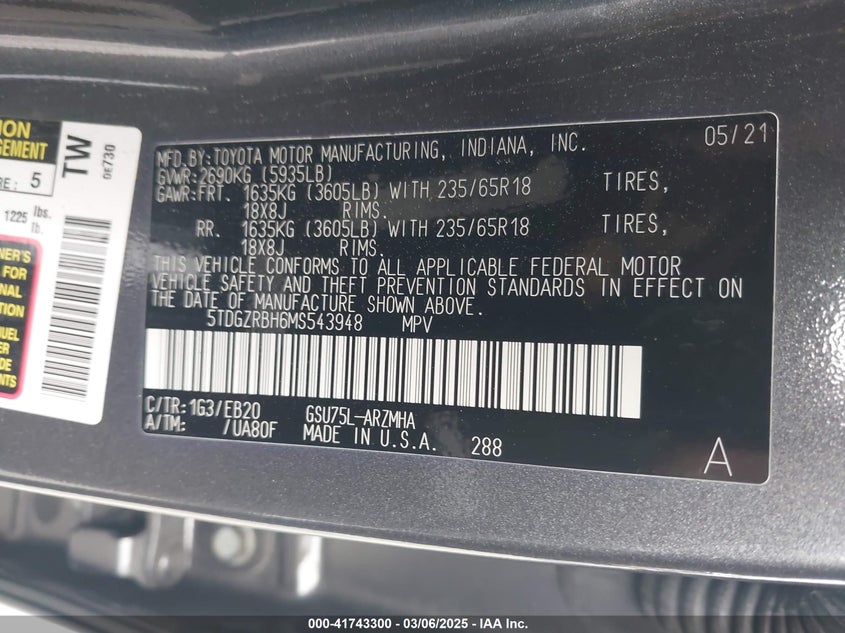 ION
GEMENT
RE: 5
1225 lbs.
lb.
NER'S
FOR
NAL
TION
UEL
ER
DE
NTS
TW
0E730
MFD.BY:TOYOTA MOTOR MANUFACTURING, INDIANA, INC. 05/21
GVWR:2690KG (5935LB)
GAWR:FRT. 1635KG (3605LB) WITH 235/65R18 TIRES,
18X8J RIMS.
RR. 1635KG (3605LB) WITH 235/65R18 TIRES,
18X8J RIMS.
THIS VEHICLE CONFORMS TO ALL APPLICABLE FEDERAL MOTOR
VEHICLE SAFETY AND THEFT PREVENTION STANDARDS IN EFFECT ON
THE DATE OF MANUFACTURE SHOWN ABOVE.
5TDGZRBH6MS543948 MPV
C/TR:1G3/EB20 GSU75L-ARZMHA
A/TM: /UA80F MADE IN U.S.A. 288
A
000-41743300 - 03/06/2025 - IAA Inc.